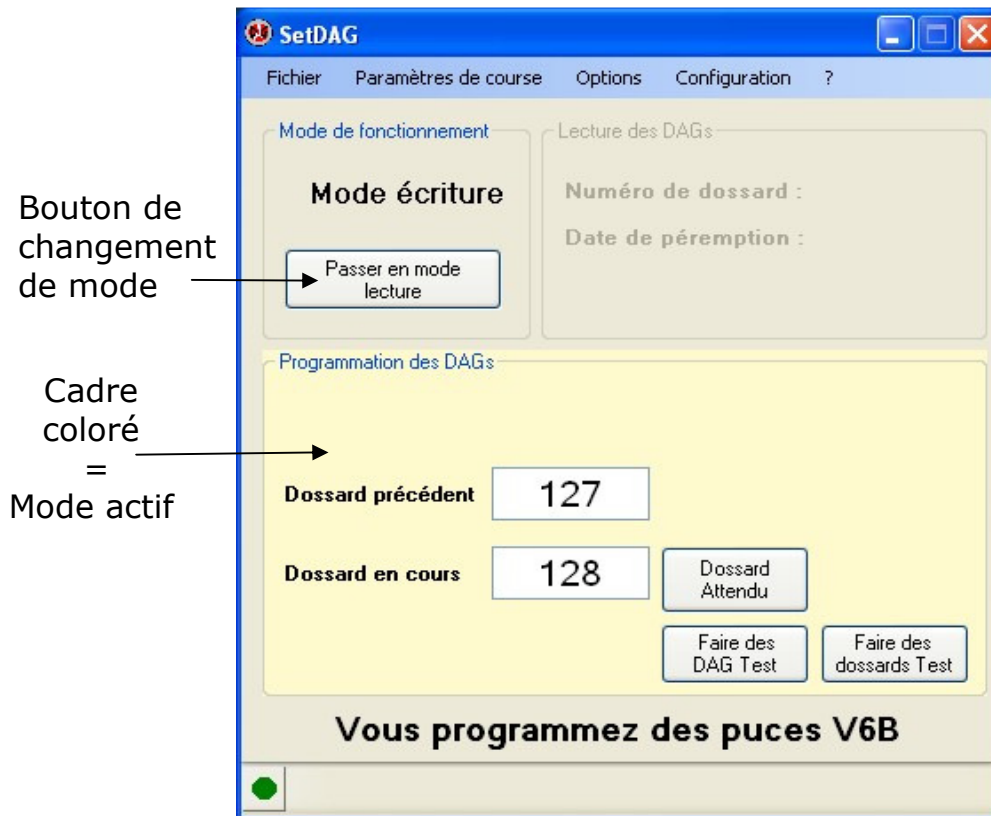 SetDAG
Fichier Paramètres de course Options Configuration ?
Mode de fonctionnement
Mode écriture
Passer en mode
lecture
Lecture des DAGs
Numéro de dossard :
Date de péremption :
Bouton de
changement
de mode
Programmation des DAGs
Cadre
coloré
=
Mode actif
Dossard précédent 127
Dossard en cours 128
Dossard
Attendu
Faire des
DAG Test
Faire des
dossards Test
Vous programmez des puces V6B